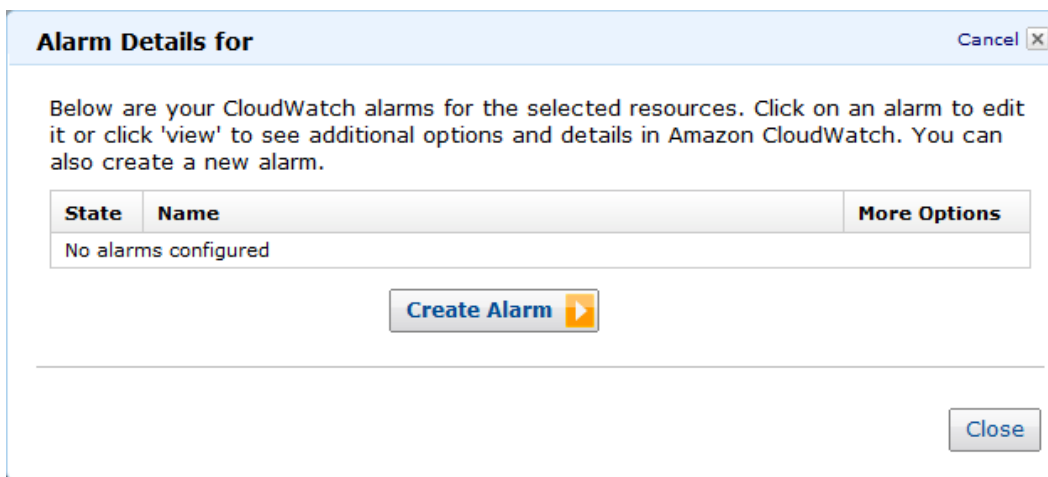 Alarm Details for
Cancel
Below are your CloudWatch alarms for the selected resources. Click on an alarm to edit
it or click 'view' to see additional options and details in Amazon CloudWatch. You can
also create a new alarm.
State Name More Options
No alarms configured
Create Alarm
Close